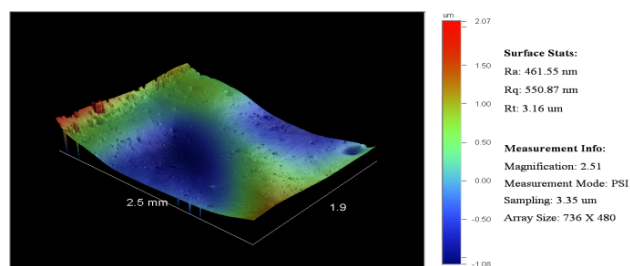 um
2.07
1.50
1.00
0.50
0.00
-0.50
-1.08
2.5 mm
1.9
Surface Stats:
Ra: 461.55 nm
Rq: 550.87 nm
Rt: 3.16 um
Measurement Info:
Magnification: 2.51
Measurement Mode: PSI
Sampling: 3.35 um
Array Size: 736 X 480